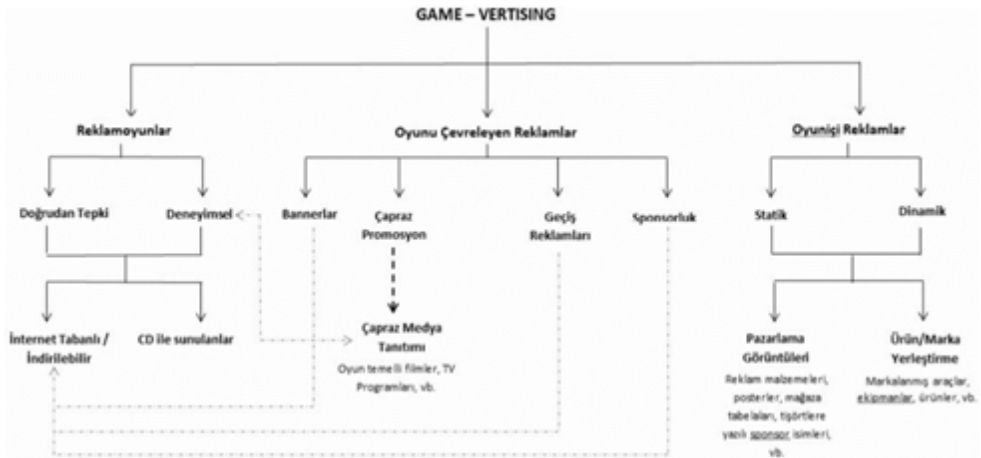 GAME – VERTISING
Reklamoyunlar
Oyunu Çevreleyen Reklamlar
Oyuniçi Reklamlar
Doğrudan Tepki
Deneyimsel
Bannerlar
Çapraz
Promosyon
Geçiş
Reklamları
Sponsorluk
Statik
Dinamik
İnternet Tabanlı /
İndirilebilir
CD ile sunulanlar
Çapraz Medya
Tanıtımı
Oyun temelli filmler, TV
Programları, vb.
Pazarlama
Görüntüleri
Reklam malzemeleri,
posterler, mağaza
tabelaları, tişörtlere
yazılı sponsor isimleri,
vb.
Ürün/Marka
Yerleştirme
Markalanmış araçlar,
ekipmanlar, ürünler, vb.